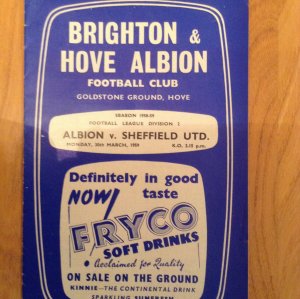 BRIGHTON &
HOVE ALBION
FOOTBALL CLUB
GOLDSTONE GROUND, HOVE
SEASON 1958-59
FOOTBALL LEAGUE DIVISION 2
ALBION v. SHEFFIELD UTD.
MONDAY, 30th MARCH, 1959 K.O. 3.15 p.m.
Definitely in good
NOW! taste
FRYCO
SOFT DRINKS
• Acclaimed for Quality
ON SALE ON THE GROUND
KINNIE—THE CONTINENTAL DRINK
SPARKLING SUNFRESH